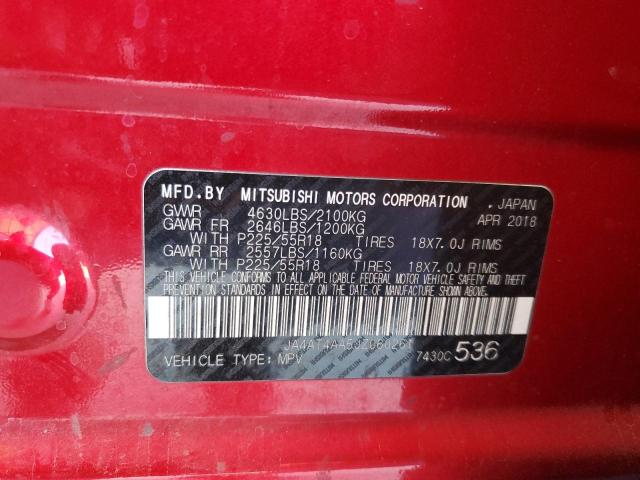 MFD.BY MITSUBISHI MOTORS CORPORATION , JAPAN
GVWR 4630LBS/2100KG APR 2018
GAWR FR 2646LBS/1200KG
WITH P225/55R18 TIRES 18X7.0J RIMS
GAWR RR 2557LBS/1160KG
WITH P225/55R18 TIRES 18X7.0J RIMS
THIS VEHICLE CONFORMS TO ALL APPLICABLE FEDERAL MOTOR VEHICLE SAFETY AND THEFT
PREVENTION STANDARDS IN EFFECT ON THE DATE OF MANUFACTURE SHOWN ABOVE.
VEHICLE TYPE: MPV 7430C 536